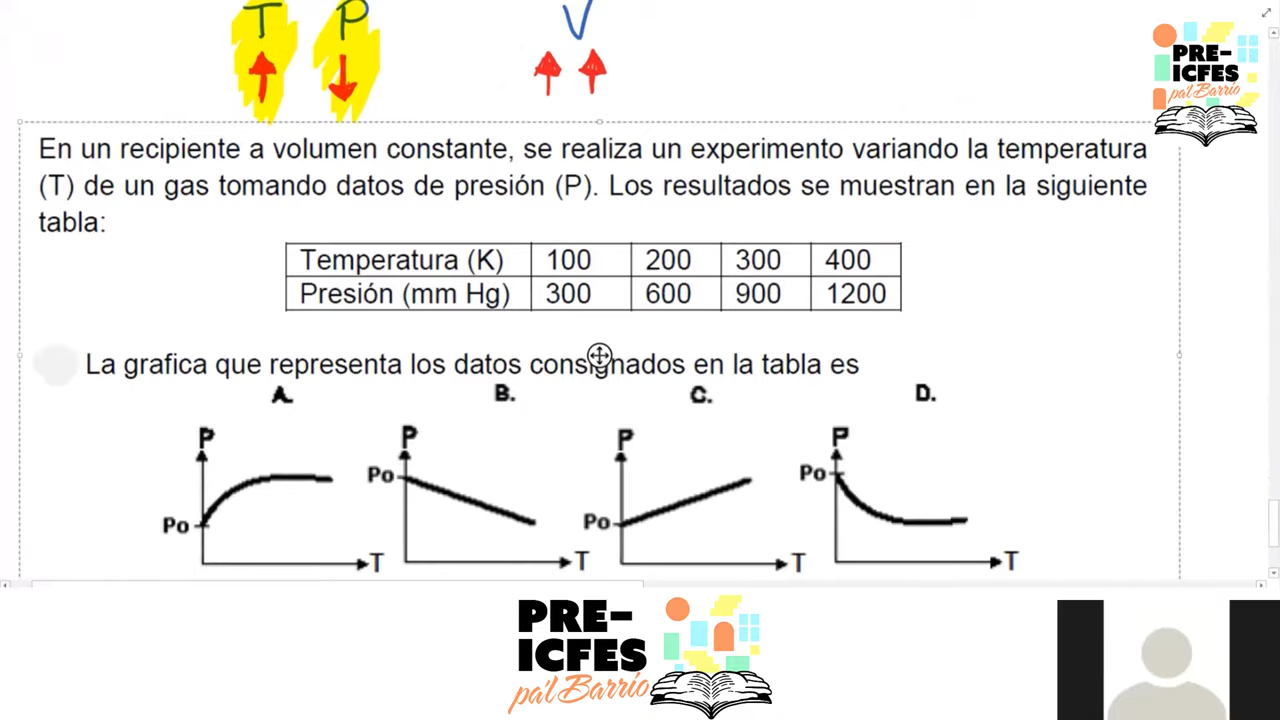 T P V
PRE-
ICFES
pa'l Barrio
En un recipiente a volumen constante, se realiza un experimento variando la temperatura
(T) de un gas tomando datos de presión (P). Los resultados se muestran en la siguiente
tabla:
Temperatura (K) 100 200 300 400
Presión (mm Hg) 300 600 900 1200
La grafica que representa los datos consignados en la tabla es
A. B. C. D.
P P P P
Po Po Po Po
T T T T
PRE-
ICFES
pa'l Barrio